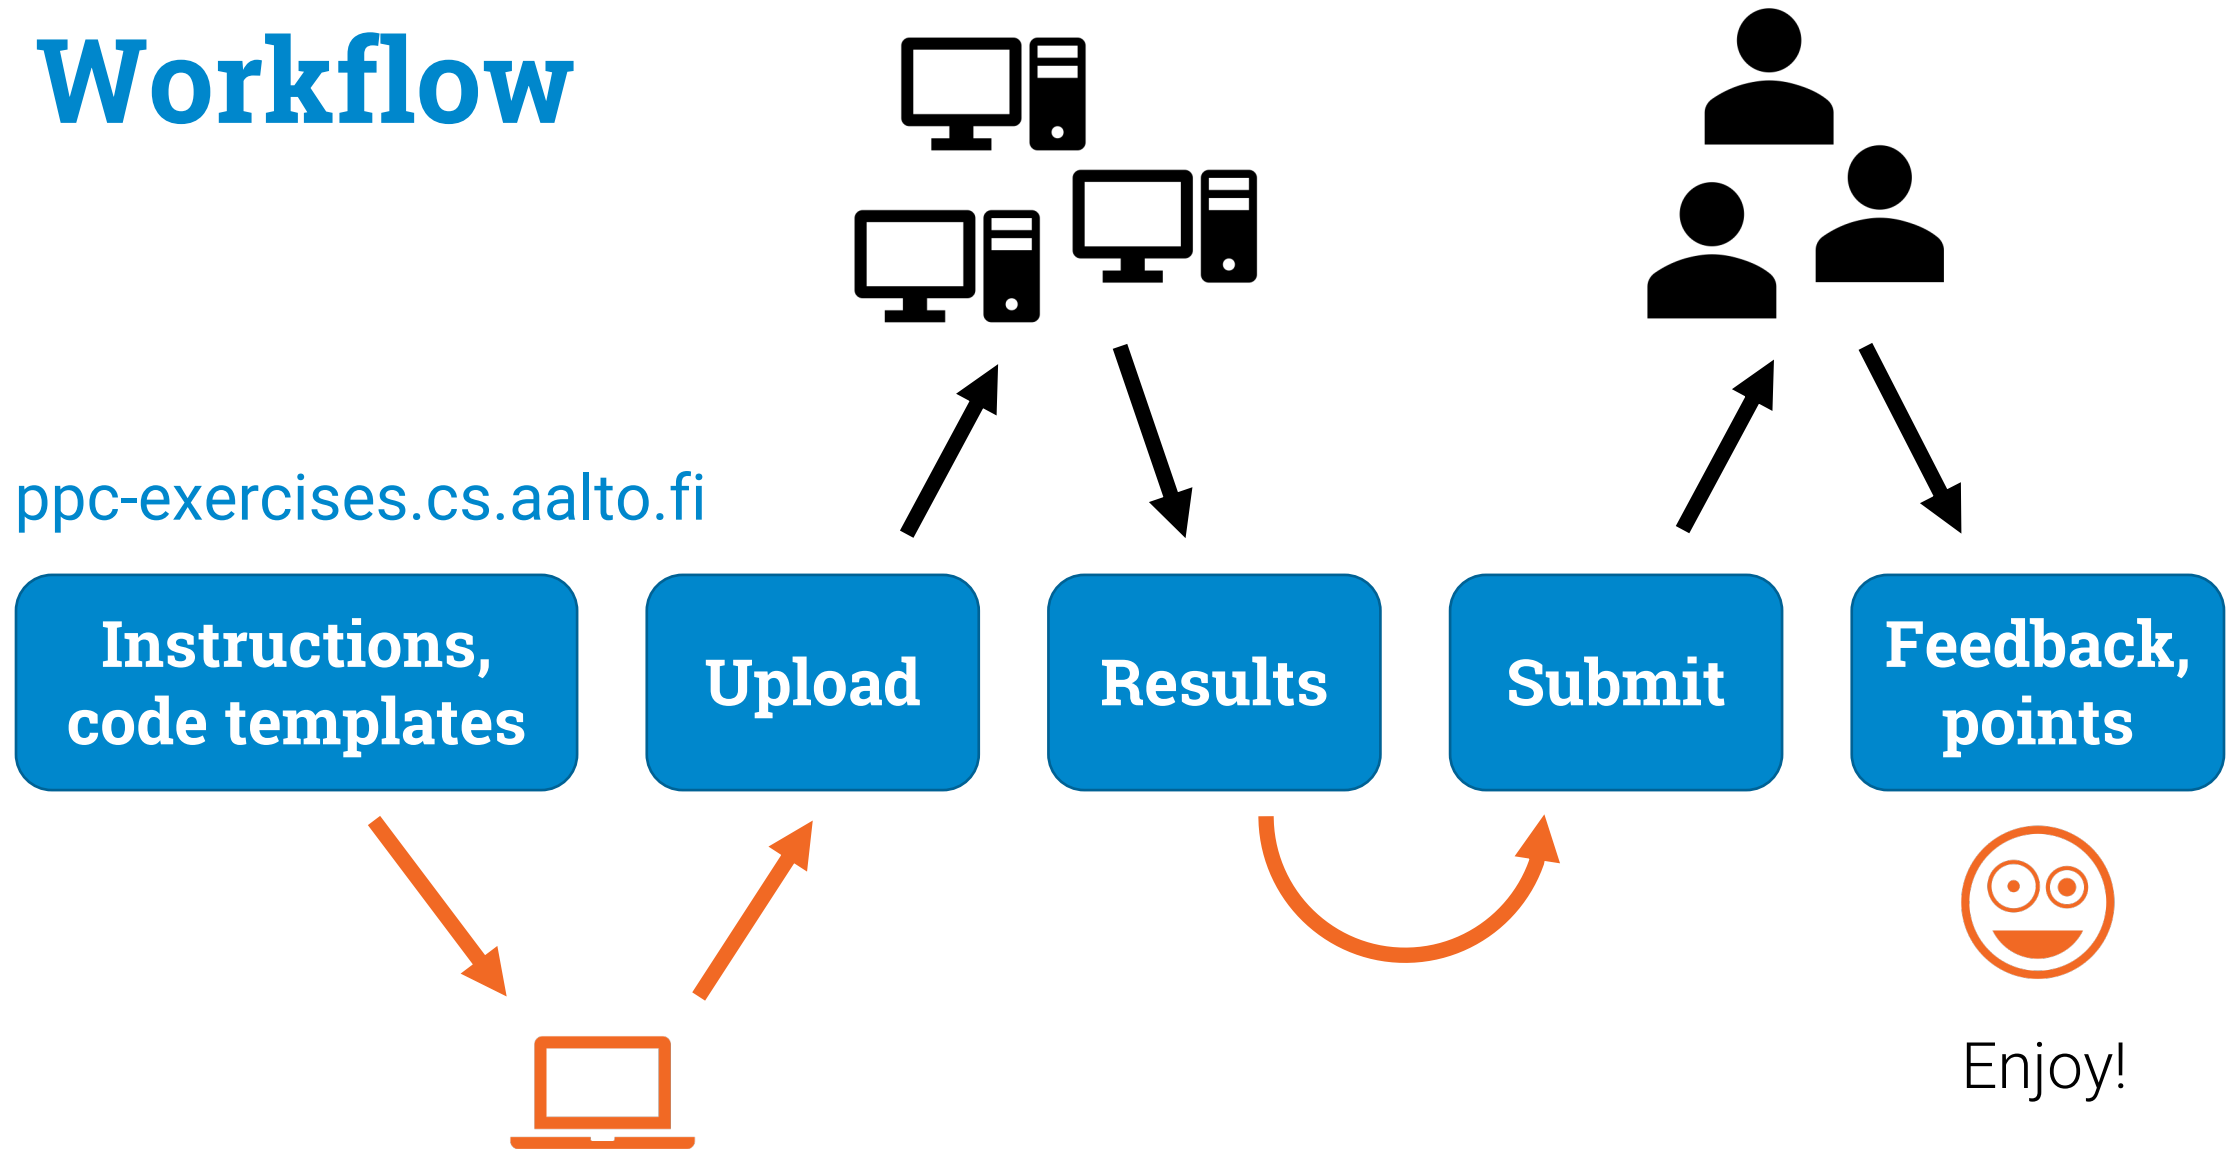 Workflow
ppc-exercises.cs.aalto.fi
Instructions,
code templates
Upload
Results
Submit
Feedback,
points
Enjoy!